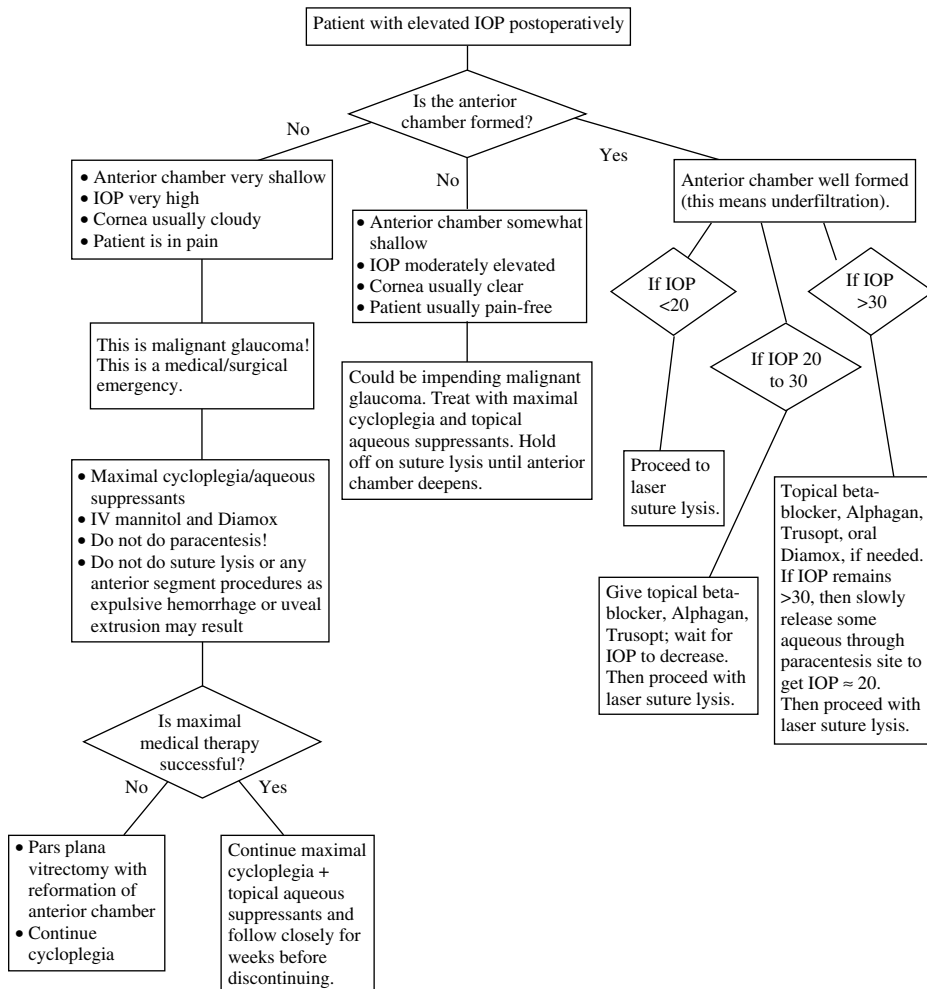 Patient with elevated IOP postoperatively
Is the anterior
chamber formed?
No
No
Yes
• Anterior chamber very shallow
• IOP very high
• Cornea usually cloudy
• Patient is in pain
This is malignant glaucoma!
This is a medical/surgical
emergency.
• Maximal cycloplegia/aqueous
suppressants
• IV mannitol and Diamox
• Do not do paracentesis!
• Do not do suture lysis or any
anterior segment procedures as
expulsive hemorrhage or uveal
extrusion may result
Is maximal
medical therapy
successful?
No
Yes
• Pars plana
vitrectomy with
reformation of
anterior chamber
• Continue
cycloplegia
Continue maximal
cycloplegia +
topical aqueous
suppressants and
follow closely for
weeks before
discontinuing.
• Anterior chamber somewhat
shallow
• IOP moderately elevated
• Cornea usually clear
• Patient usually pain-free
Could be impending malignant
glaucoma. Treat with maximal
cycloplegia and topical
aqueous suppressants. Hold
off on suture lysis until anterior
chamber deepens.
Anterior chamber well formed
(this means underfiltration).
If IOP
<20
Proceed to
laser
suture lysis.
If IOP 20
to 30
Give topical beta-
blocker, Alphagan,
Trusopt; wait for
IOP to decrease.
Then proceed with
laser suture lysis.
If IOP
>30
Topical beta-
blocker, Alphagan,
Trusopt, oral
Diamox, if needed.
If IOP remains
>30, then slowly
release some
aqueous through
paracentesis site to
get IOP ≈ 20.
Then proceed with
laser suture lysis.